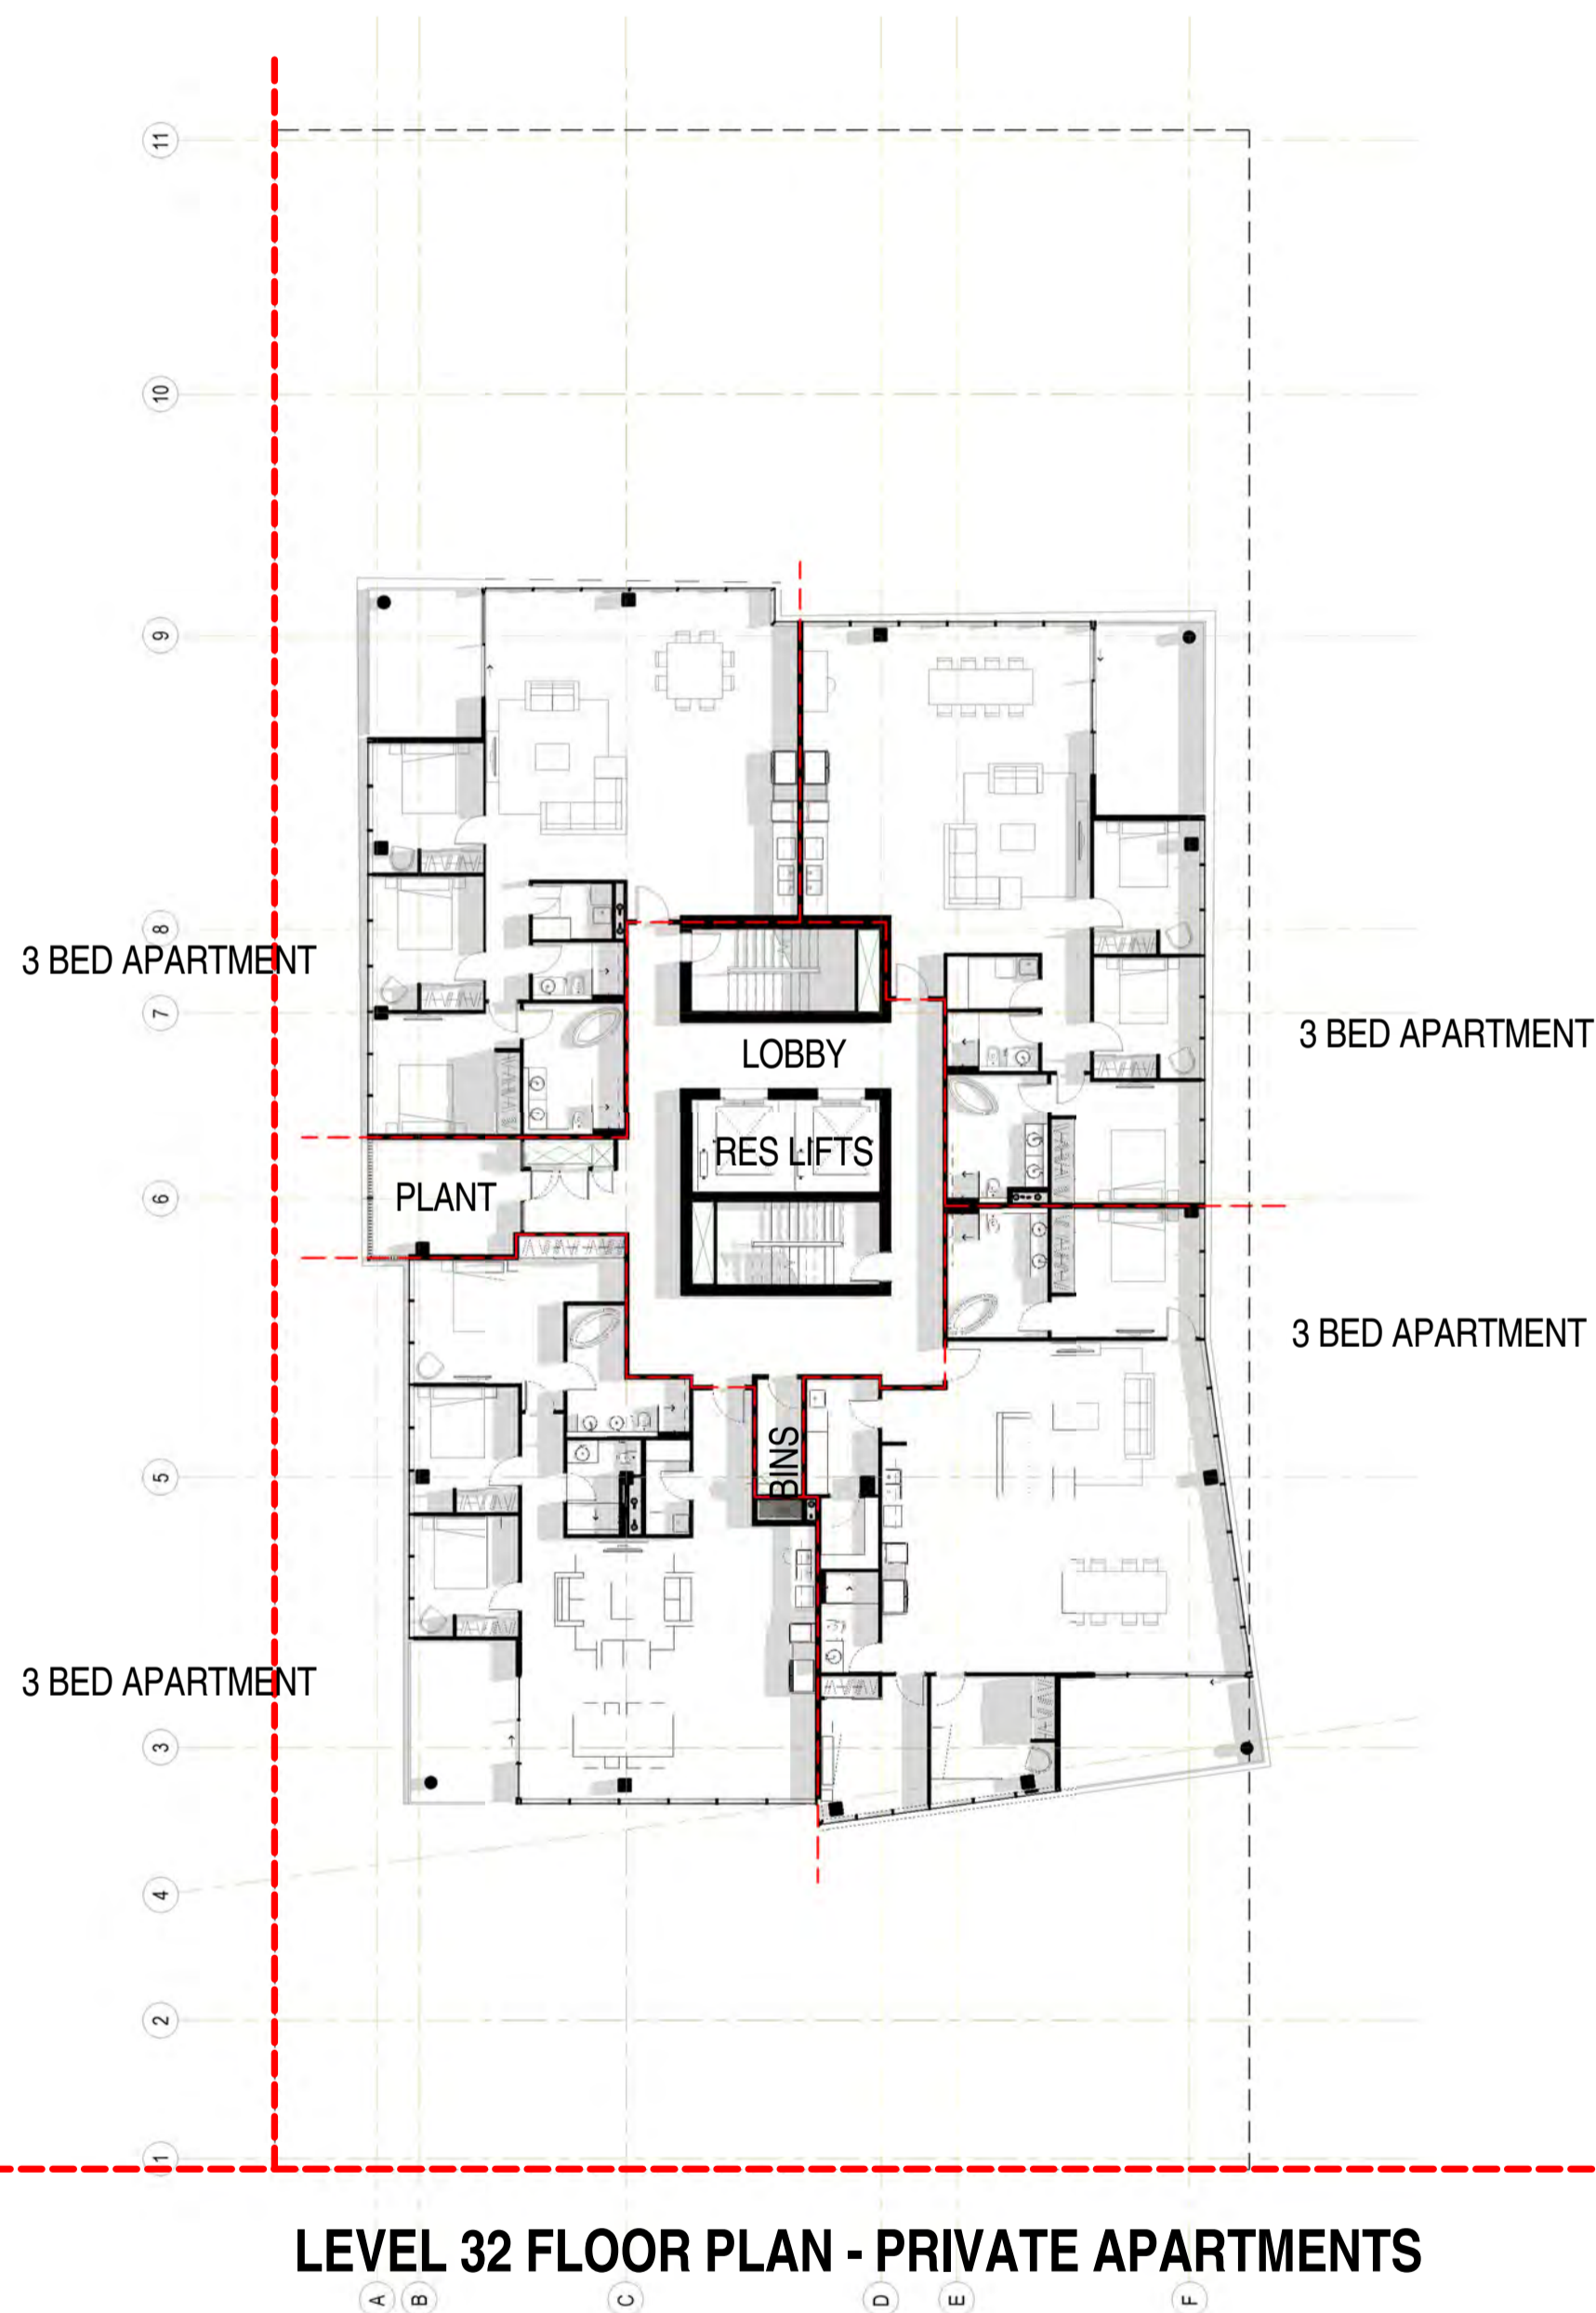 11
10
9
8
3 BED APARTMENT
7
3 BED APARTMENT
LOBBY
RES LIFTS
6
PLANT
3 BED APARTMENT
5
BINS
3 BED APARTMENT
3
4
2
1
LEVEL 32 FLOOR PLAN - PRIVATE APARTMENTS
A B C D E F